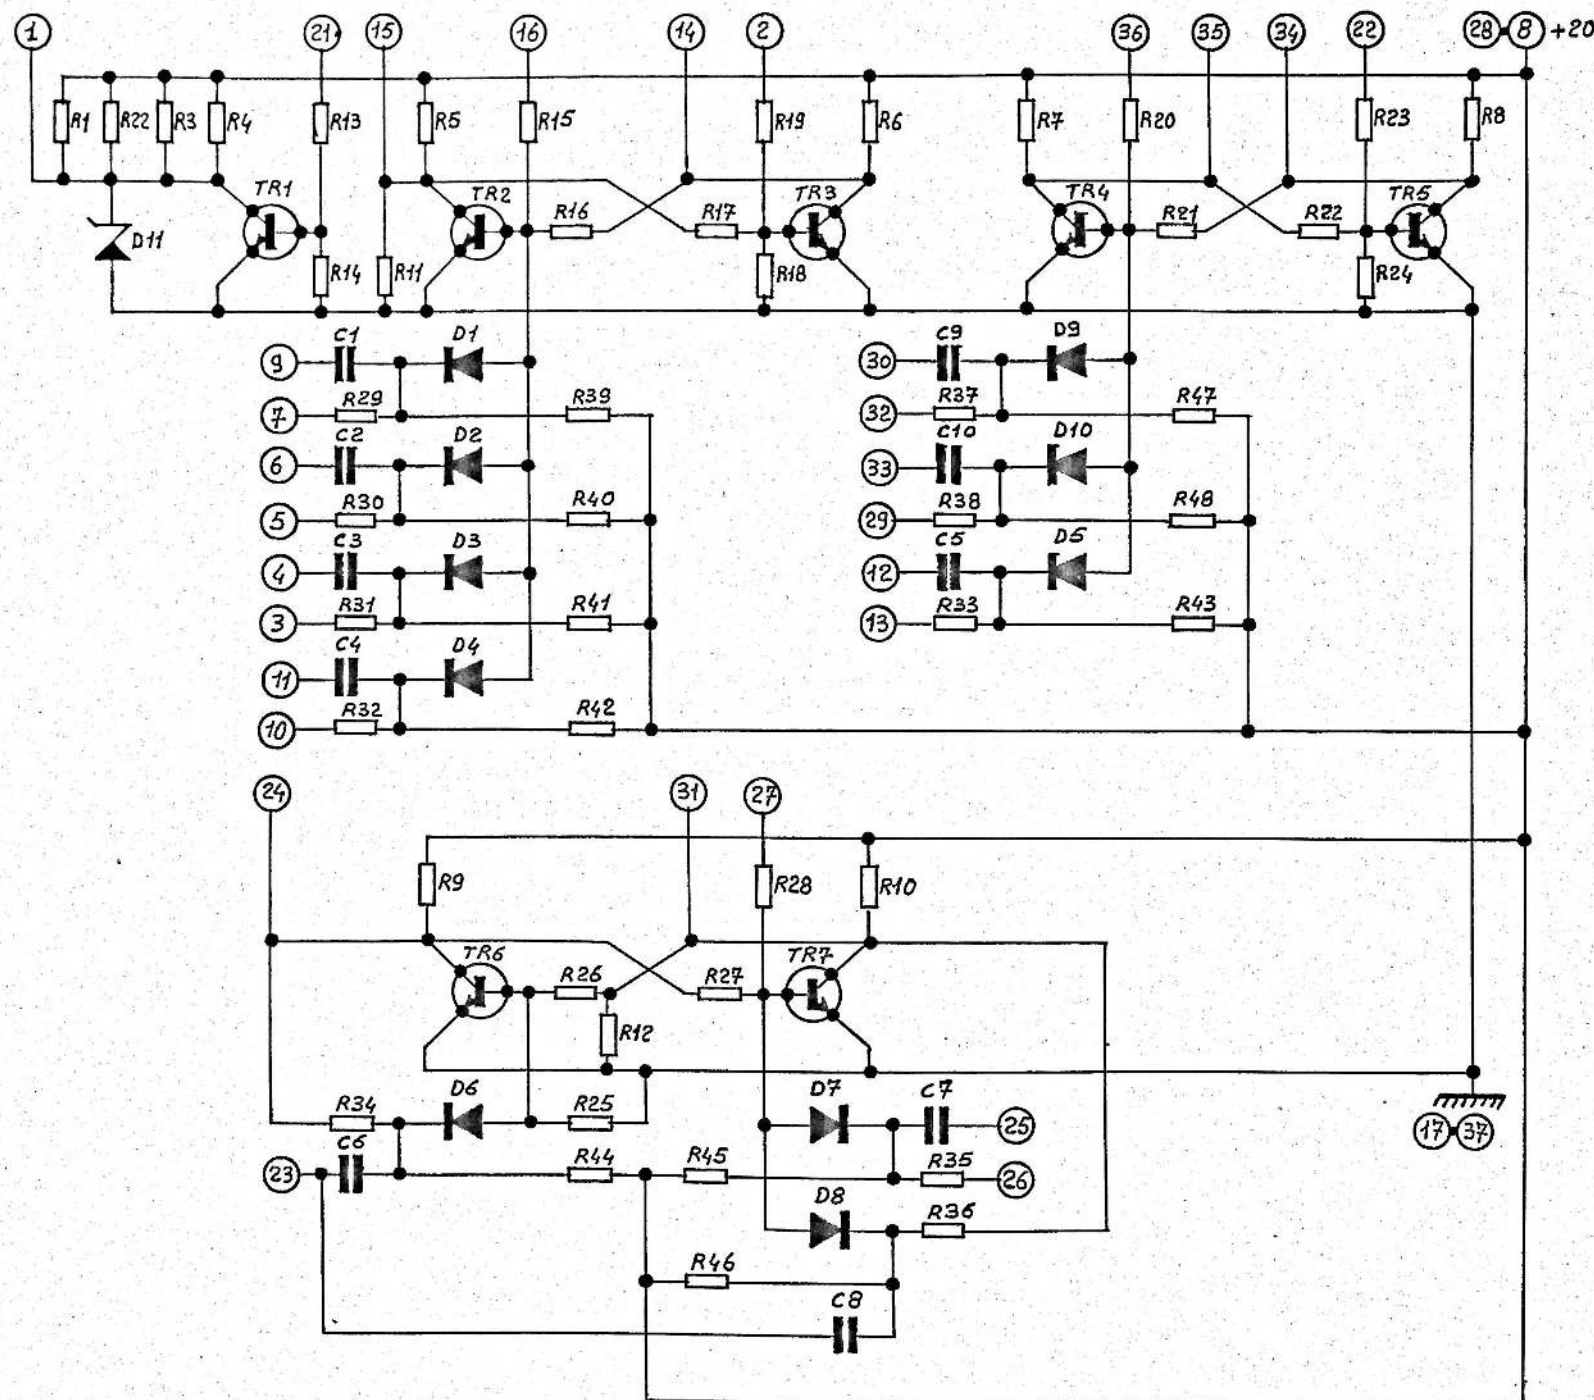 1 21 15 16 14 2 36 35 34 22 28 8 +20
R1 R22 R3 R4 R13 R5 R15 R19 R6 R7 R20 R23 R8
TR1 TR2 TR3 TR4 TR5
R16 R17 R21 R22
D11 R14 R11 R18 R24
C1 D1 C9 D9
9 30
R29 R39 R37 R47
7 32
C2 D2 C10 D10
6 33
R30 R40 R38 R48
5 29
C3 D3 C5 D5
4 12
R31 R41 R33 R43
3 13
C4 D4
11
R32 R42
10
24 31 27
R9 R28 R10
TR6 TR7
R26 R27
R12
D6 D7 C7
R34 R25 25
17 37
C6 R44 R45 R35
23 26
D8 R36
R46
C8